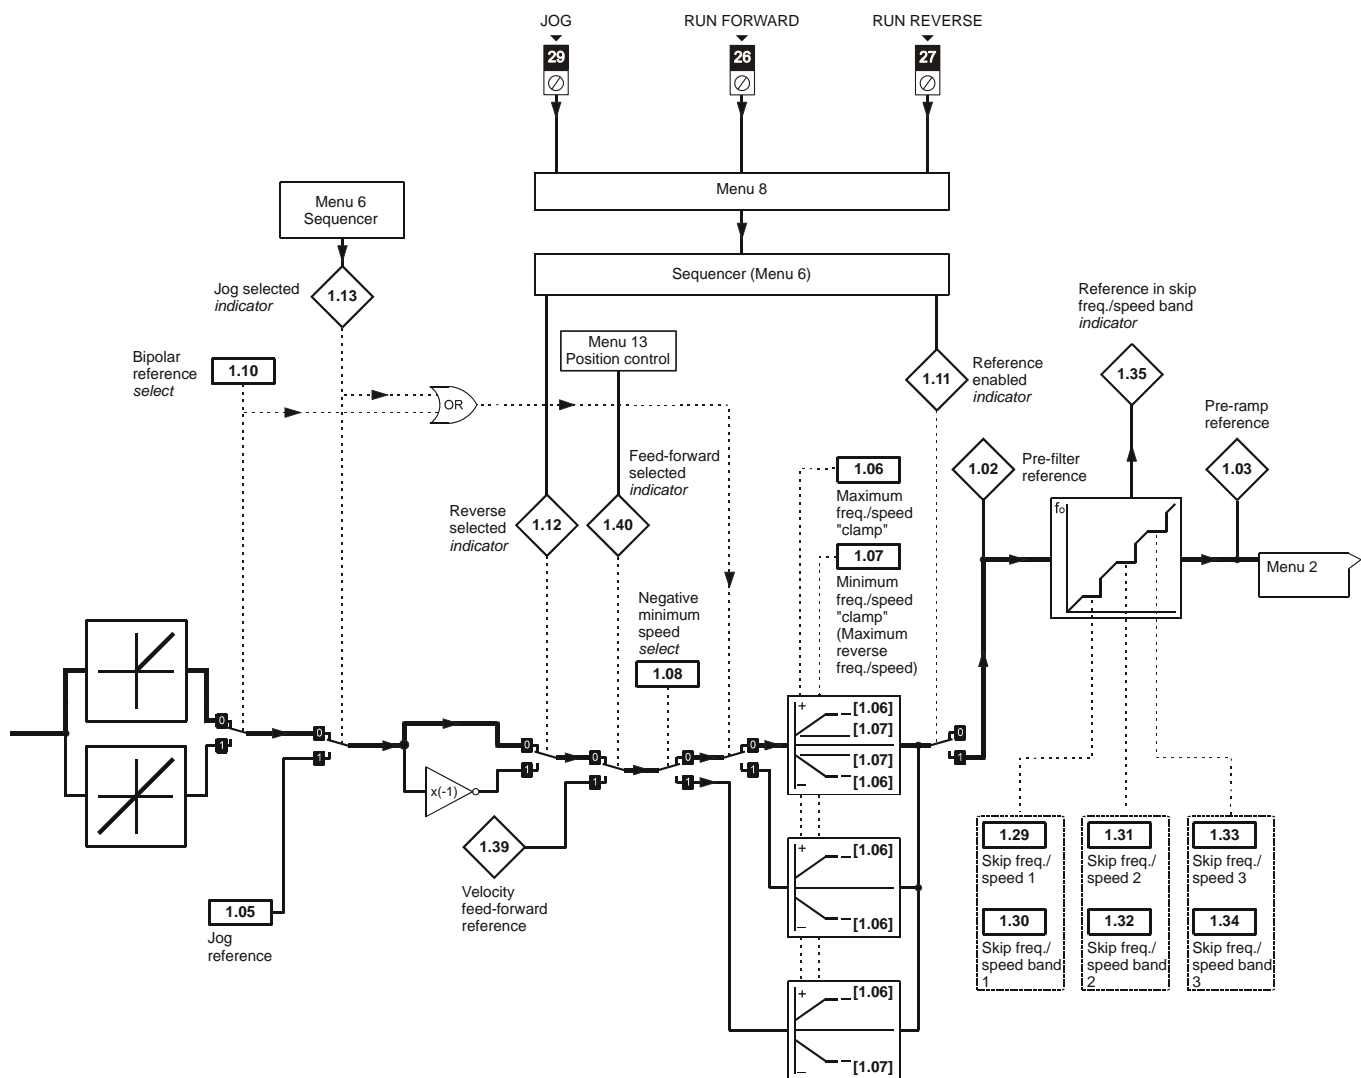 JOG
RUN FORWARD
RUN REVERSE
29
26
27
Menu 8
Menu 6
Sequencer
Sequencer (Menu 6)
Jog selected
indicator
1.13
Reference in skip
freq./speed band
indicator
Menu 13
Position control
Bipolar
reference
select
1.10
1.11
Reference
enabled
indicator
1.35
OR
Pre-ramp
reference
Feed-forward
selected
indicator
1.06
Maximum
freq./speed
"clamp"
1.02
Pre-filter
reference
1.03
Reverse
selected
indicator
1.12
1.40
fo
1.07
Minimum
freq./speed
"clamp"
(Maximum
reverse
freq./speed)
Menu 2
Negative
minimum
speed
select
1.08
0
1
0
1
0
1
0
1
0
1
0
1
0
1
+
[1.06]
[1.07]
[1.07]
[1.06]
–
x(-1)
1.39
Velocity
feed-forward
reference
+
[1.06]
[1.06]
–
1.05
Jog
reference
+
[1.06]
[1.07]
–
1.29
Skip freq./
speed 1
1.30
Skip freq./
speed band
1
1.31
Skip freq./
speed 2
1.32
Skip freq./
speed band
2
1.33
Skip freq./
speed 3
1.34
Skip freq./
speed band
3